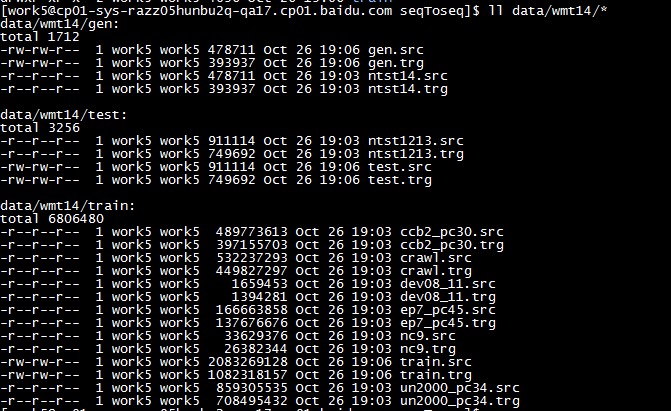 [work5@cp01-sys-razz05hunbu2q-qa17.cp01.baidu.com seqToseq]$ ll data/wmt14/*
data/wmt14/gen:
total 1712
-rw-rw-r-- 1 work5 work5 478711 Oct 26 19:06 gen.src
-rw-rw-r-- 1 work5 work5 393937 Oct 26 19:06 gen.trg
-r--r--r-- 1 work5 work5 478711 Oct 26 19:03 ntst14.src
-r--r--r-- 1 work5 work5 393937 Oct 26 19:03 ntst14.trg
data/wmt14/test:
total 3256
-r--r--r-- 1 work5 work5 911114 Oct 26 19:03 ntst1213.src
-r--r--r-- 1 work5 work5 749692 Oct 26 19:03 ntst1213.trg
-rw-rw-r-- 1 work5 work5 911114 Oct 26 19:06 test.src
-rw-rw-r-- 1 work5 work5 749692 Oct 26 19:06 test.trg
data/wmt14/train:
total 6806480
-r--r--r-- 1 work5 work5 489773613 Oct 26 19:03 ccb2_pc30.src
-r--r--r-- 1 work5 work5 397155703 Oct 26 19:03 ccb2_pc30.trg
-r--r--r-- 1 work5 work5 532237293 Oct 26 19:03 crawl.src
-r--r--r-- 1 work5 work5 449827297 Oct 26 19:03 crawl.trg
-r--r--r-- 1 work5 work5 1659453 Oct 26 19:03 dev08_11.src
-r--r--r-- 1 work5 work5 1394281 Oct 26 19:03 dev08_11.trg
-r--r--r-- 1 work5 work5 166663858 Oct 26 19:03 ep7_pc45.src
-r--r--r-- 1 work5 work5 137676676 Oct 26 19:03 ep7_pc45.trg
-r--r--r-- 1 work5 work5 33629376 Oct 26 19:03 nc9.src
-r--r--r-- 1 work5 work5 26382344 Oct 26 19:03 nc9.trg
-rw-rw-r-- 1 work5 work5 2083269128 Oct 26 19:06 train.src
-rw-rw-r-- 1 work5 work5 1082318157 Oct 26 19:06 train.trg
-r--r--r-- 1 work5 work5 859305535 Oct 26 19:03 un2000_pc34.src
-r--r--r-- 1 work5 work5 708495432 Oct 26 19:03 un2000_pc34.trg